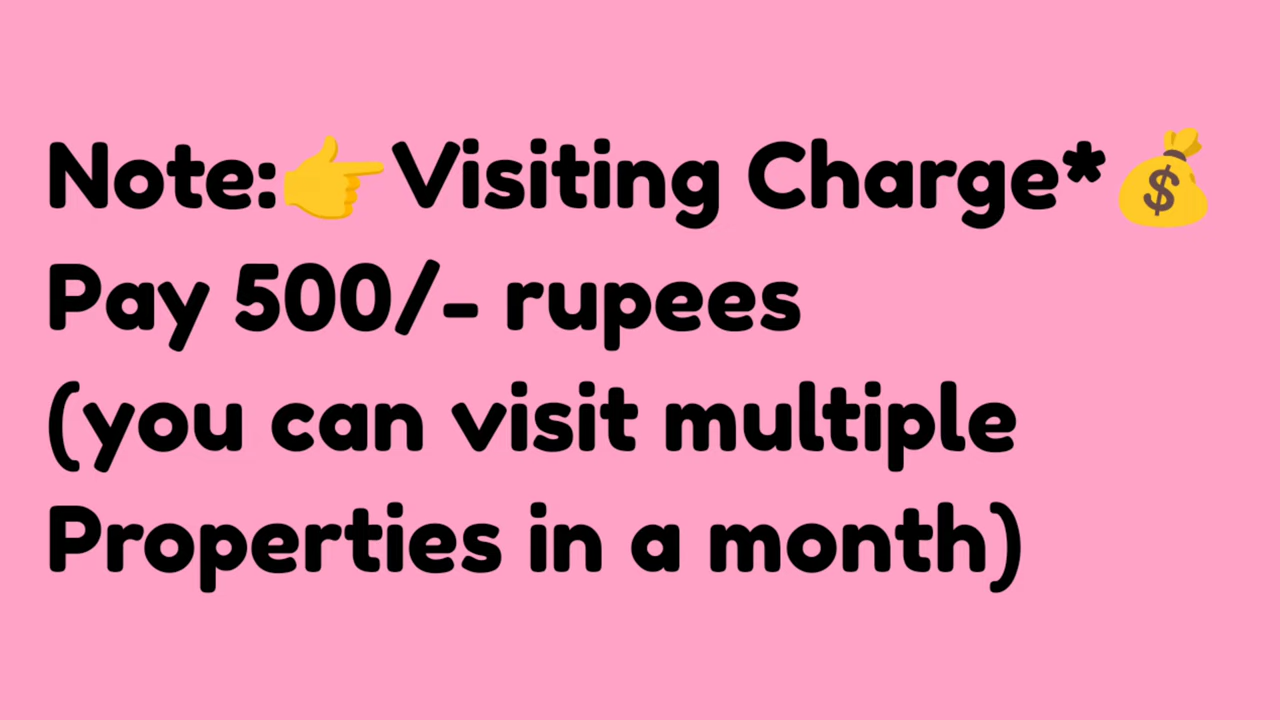 Note:👉Visiting Charge*💰
Pay 500/- rupees
(you can visit multiple
Properties in a month)